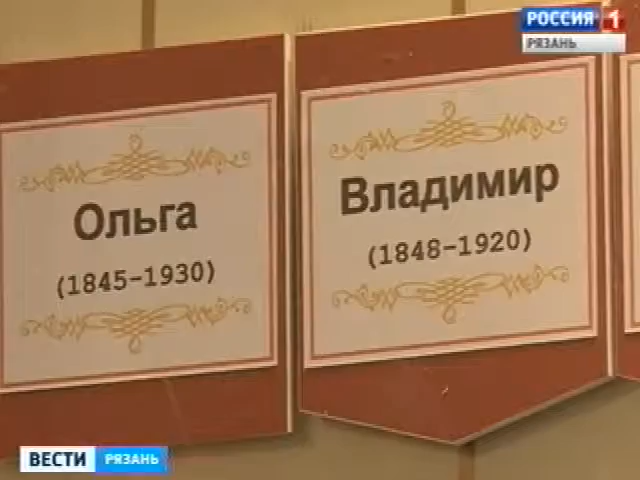 РОССИЯ 1
РЯЗАНЬ
Ольга
(1845-1930)
Владимир
(1848-1920)
ВЕСТИ РЯЗАНЬ